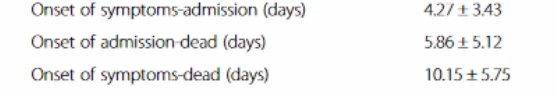 Onset of symptoms-admission (days) 4.27 ± 3.43
Onset of admission-dead (days) 5.86 ± 5.12
Onset of symptoms-dead (days) 10.15 ± 5.75